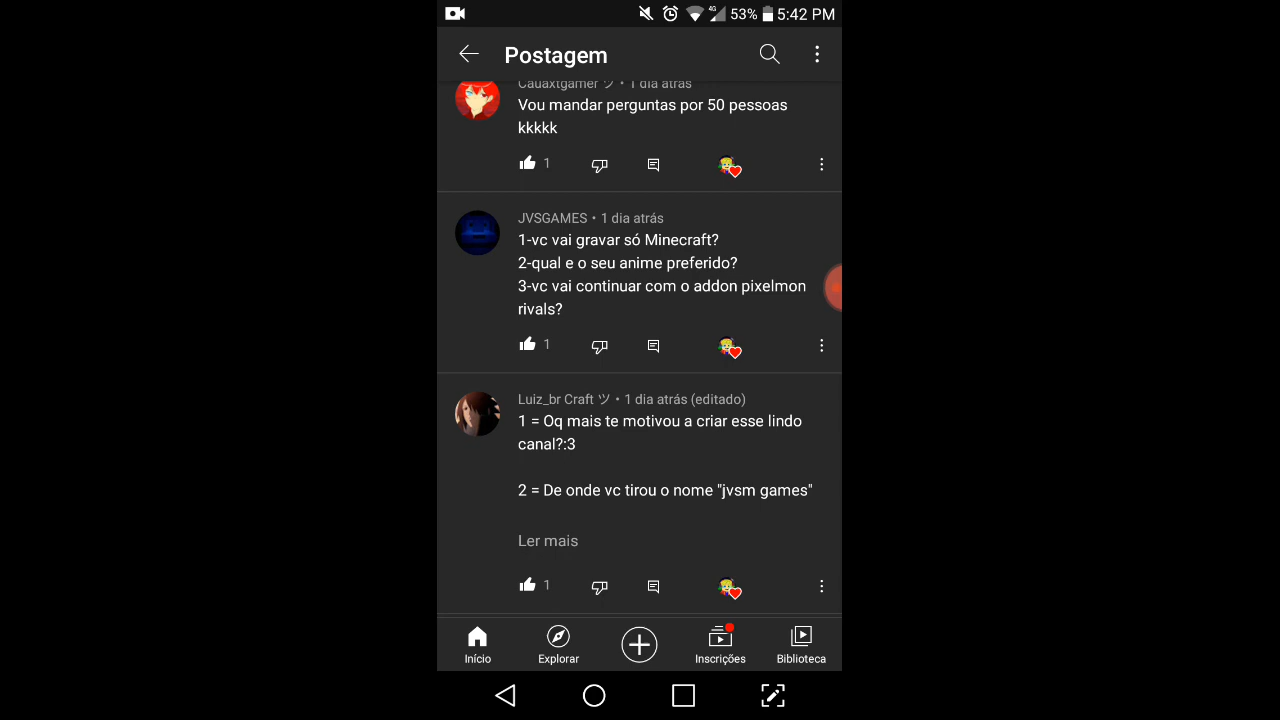 4G 53% 5:42 PM
Postagem
Cauaxtgamer ツ • 1 dia atrás
Vou mandar perguntas por 50 pessoas
kkkkk
1
JVSGAMES • 1 dia atrás
1-vc vai gravar só Minecraft?
2-qual e o seu anime preferido?
3-vc vai continuar com o addon pixelmon
rivals?
1
Luiz_br Craft ツ • 1 dia atrás (editado)
1 = Oq mais te motivou a criar esse lindo
canal?:3
2 = De onde vc tirou o nome "jvsm games"
Ler mais
1
Início Explorar Inscrições Biblioteca